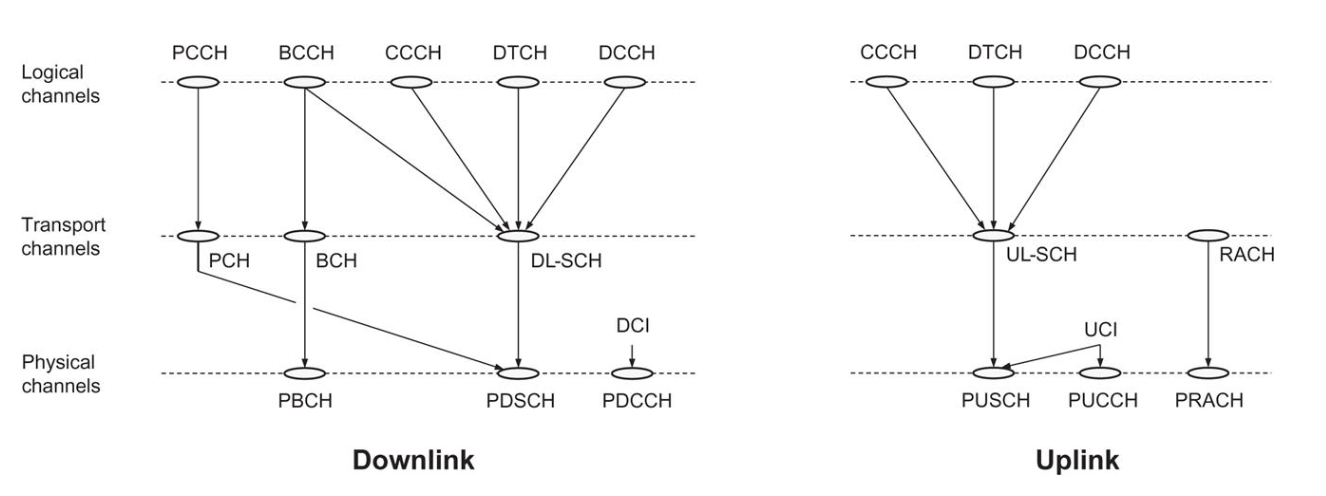 PCCH BCCH CCCH DTCH DCCH
CCCH DTCH DCCH
Logical
channels
Transport
channels
PCH BCH DL-SCH
UL-SCH RACH
DCI
UCI
Physical
channels
PBCH PDSCH PDCCH
PUSCH PUCCH PRACH
Downlink
Uplink